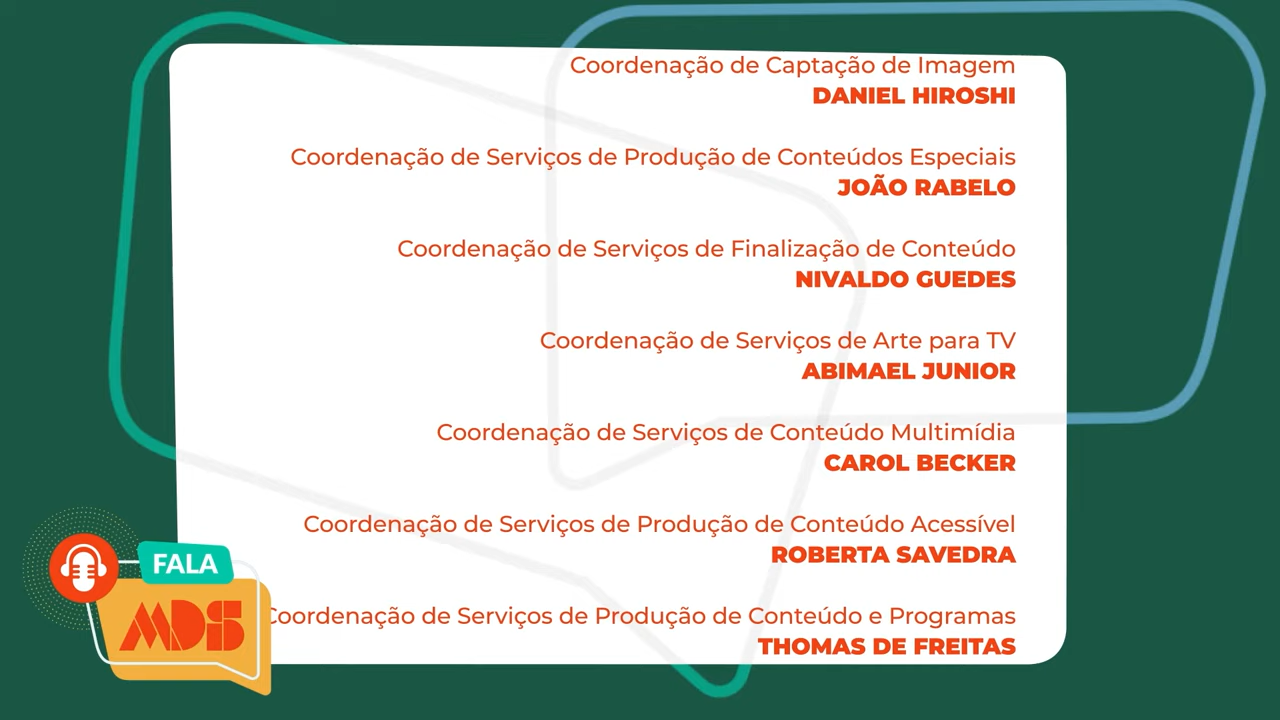 Coordenação de Captação de Imagem
DANIEL HIROSHI
Coordenação de Serviços de Produção de Conteúdos Especiais
JOÃO RABELO
Coordenação de Serviços de Finalização de Conteúdo
NIVALDO GUEDES
Coordenação de Serviços de Arte para TV
ABIMAEL JUNIOR
Coordenação de Serviços de Conteúdo Multimídia
CAROL BECKER
Coordenação de Serviços de Produção de Conteúdo Acessível
ROBERTA SAVEDRA
Coordenação de Serviços de Produção de Conteúdo e Programas
THOMAS DE FREITAS
FALA
MDS